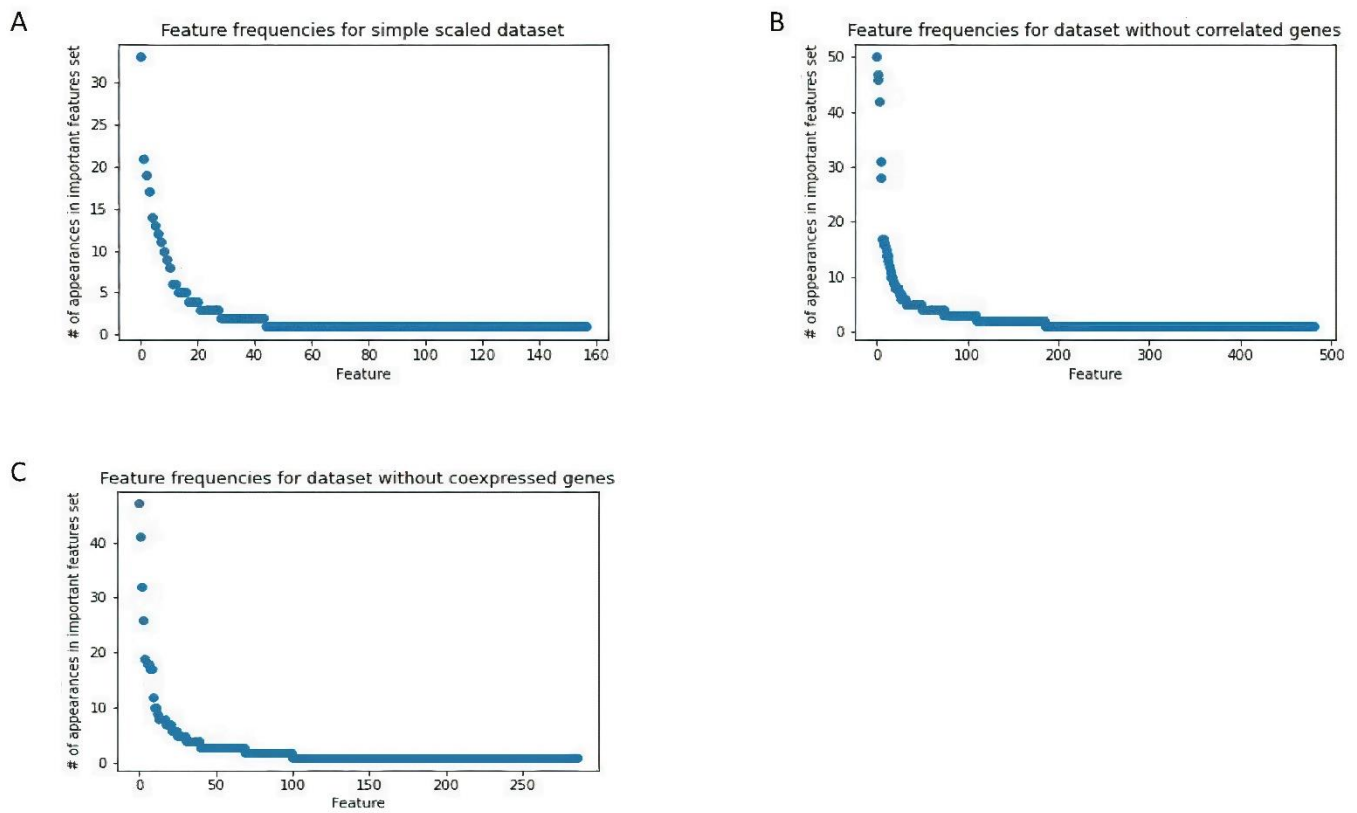 A
Feature frequencies for simple scaled dataset
# of appearances in important features set
30
25
20
15
10
5
0
0 20 40 60 80 100 120 140 160
Feature
B
Feature frequencies for dataset without correlated genes
# of appearances in important features set
50
40
30
20
10
0
0 100 200 300 400 500
Feature
C
Feature frequencies for dataset without coexpressed genes
# of appearances in important features set
40
30
20
10
0
0 50 100 150 200 250
Feature